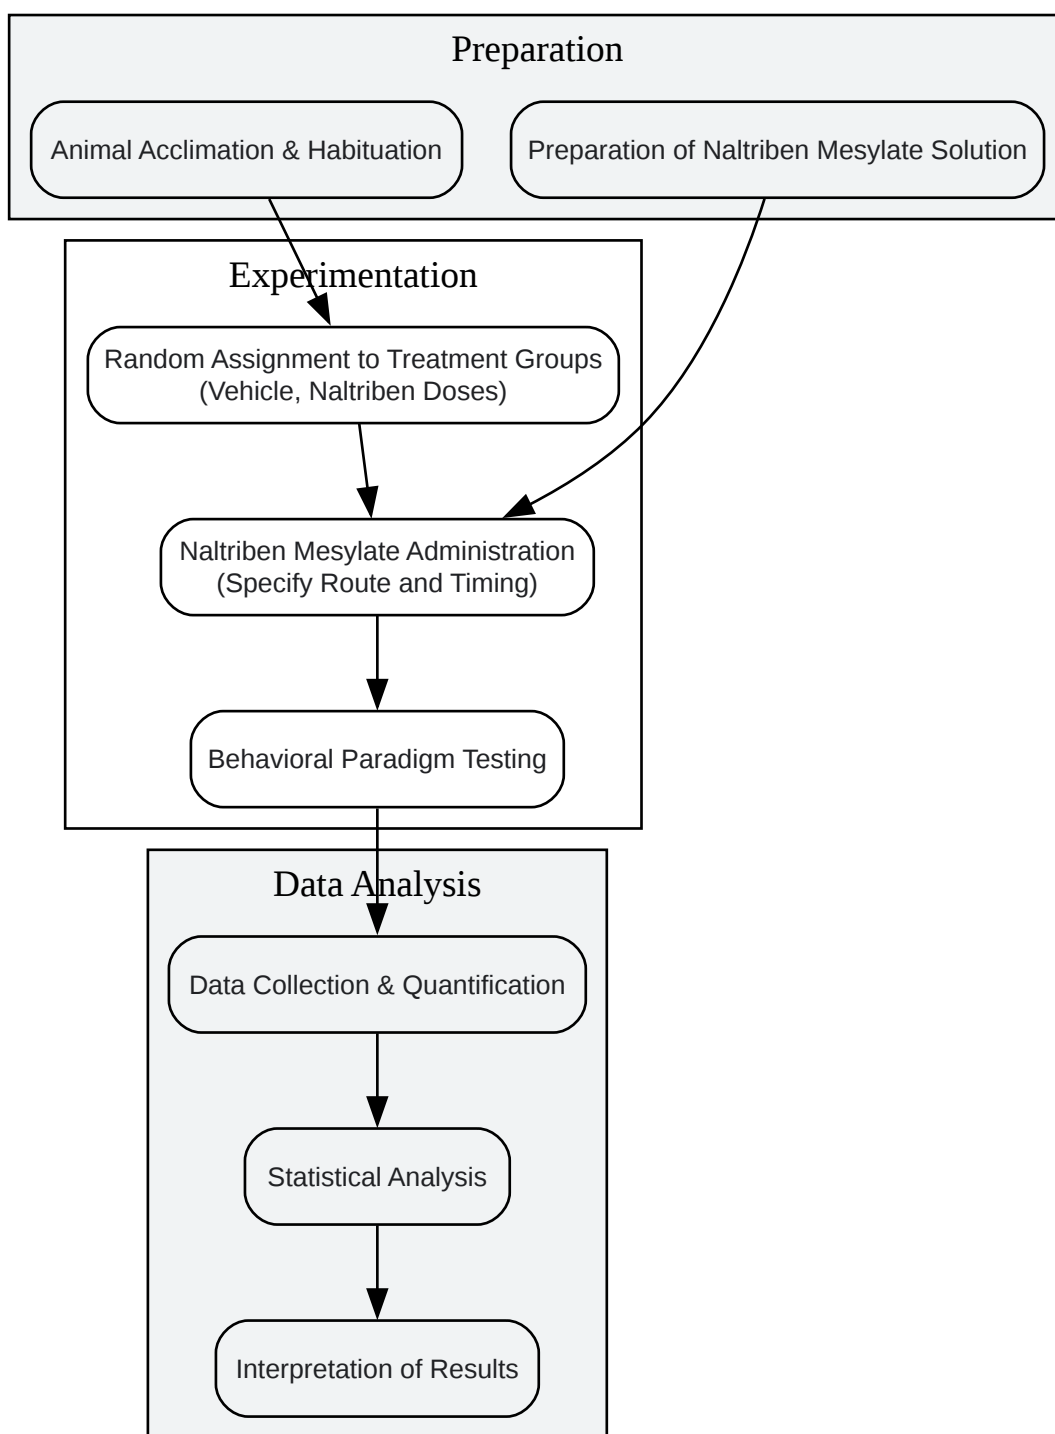 Preparation
Animal Acclimation & Habituation
Preparation of Naltriben Mesylate Solution
Experimentation
Random Assignment to Treatment Groups
(Vehicle, Naltriben Doses)
Naltriben Mesylate Administration
(Specify Route and Timing)
Behavioral Paradigm Testing
Data Analysis
Data Collection & Quantification
Statistical Analysis
Interpretation of Results